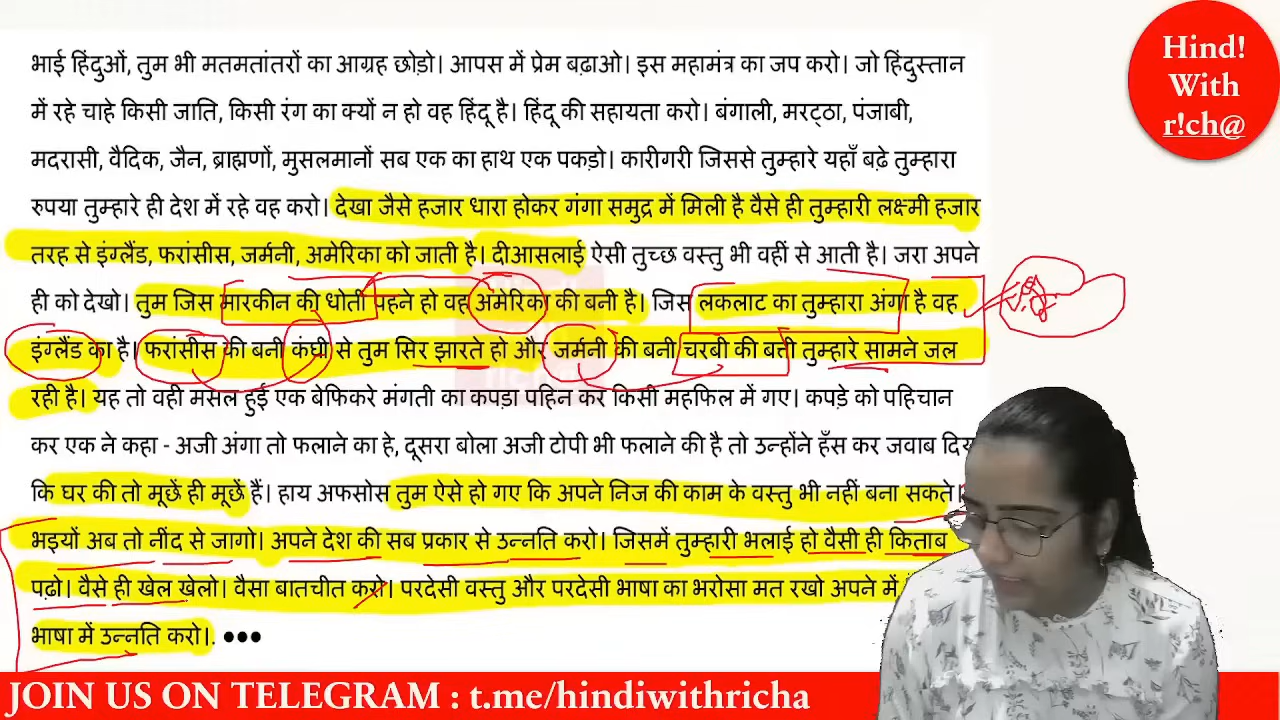 भाई हिंदुओं, तुम भी मतमतांतरों का आग्रह छोड़ो। आपस में प्रेम बढ़ाओ। इस महामंत्र का जप करो। जो हिंदुस्तान
में रहे चाहे किसी जाति, किसी रंग का क्यों न हो वह हिंदू है। हिंदू की सहायता करो। बंगाली, मरट्ठा, पंजाबी,
मदरासी, वैदिक, जैन, ब्राह्मणों, मुसलमानों सब एक का हाथ एक पकड़ो। कारीगरी जिससे तुम्हारे यहाँ बढ़े तुम्हारा
रुपया तुम्हारे ही देश में रहे वह करो। देखा जैसे हजार धारा होकर गंगा समुद्र में मिली है वैसे ही तुम्हारी लक्ष्मी हजार
तरह से इंग्लैंड, फरांसीस, जर्मनी, अमेरिका को जाती है। दीआसलाई ऐसी तुच्छ वस्तु भी वहीं से आती है। जरा अपने
ही को देखो। तुम जिस मारकीन की धोती पहने हो वह अमेरिका की बनी है। जिस लकलाट का तुम्हारा अंगा है वह
इंग्लैंड का है। फरांसीस की बनी कंघी से तुम सिर झारते हो और जर्मनी की बनी चरबी की बत्ती तुम्हारे सामने जल
रही है। यह तो वही मसल हुई एक बेफिकरे मंगती का कपड़ा पहिन कर किसी महफिल में गए। कपड़े को पहिचान
कर एक ने कहा - अजी अंगा तो फलाने का हे, दूसरा बोला अजी टोपी भी फलाने की है तो उन्होंने हँस कर जवाब
कि घर की तो मूछें ही मूछें हैं। हाय अफसोस तुम ऐसे हो गए कि अपने निज की काम के वस्तु भी नहीं बना सकते।
भइयों अब तो नींद से जागो। अपने देश की सब प्रकार से उन्नति करो। जिसमें तुम्हारी भलाई हो वैसी ही किताब
पढ़ो। वैसे ही खेल खेलो। वैसा बातचीत करो। परदेसी वस्तु और परदेसी भाषा का भरोसा मत रखो अपने में
भाषा में उन्नति करो।. •••
Hind!
With
r!ch@
JOIN US ON TELEGRAM : t.me/hindiwithricha